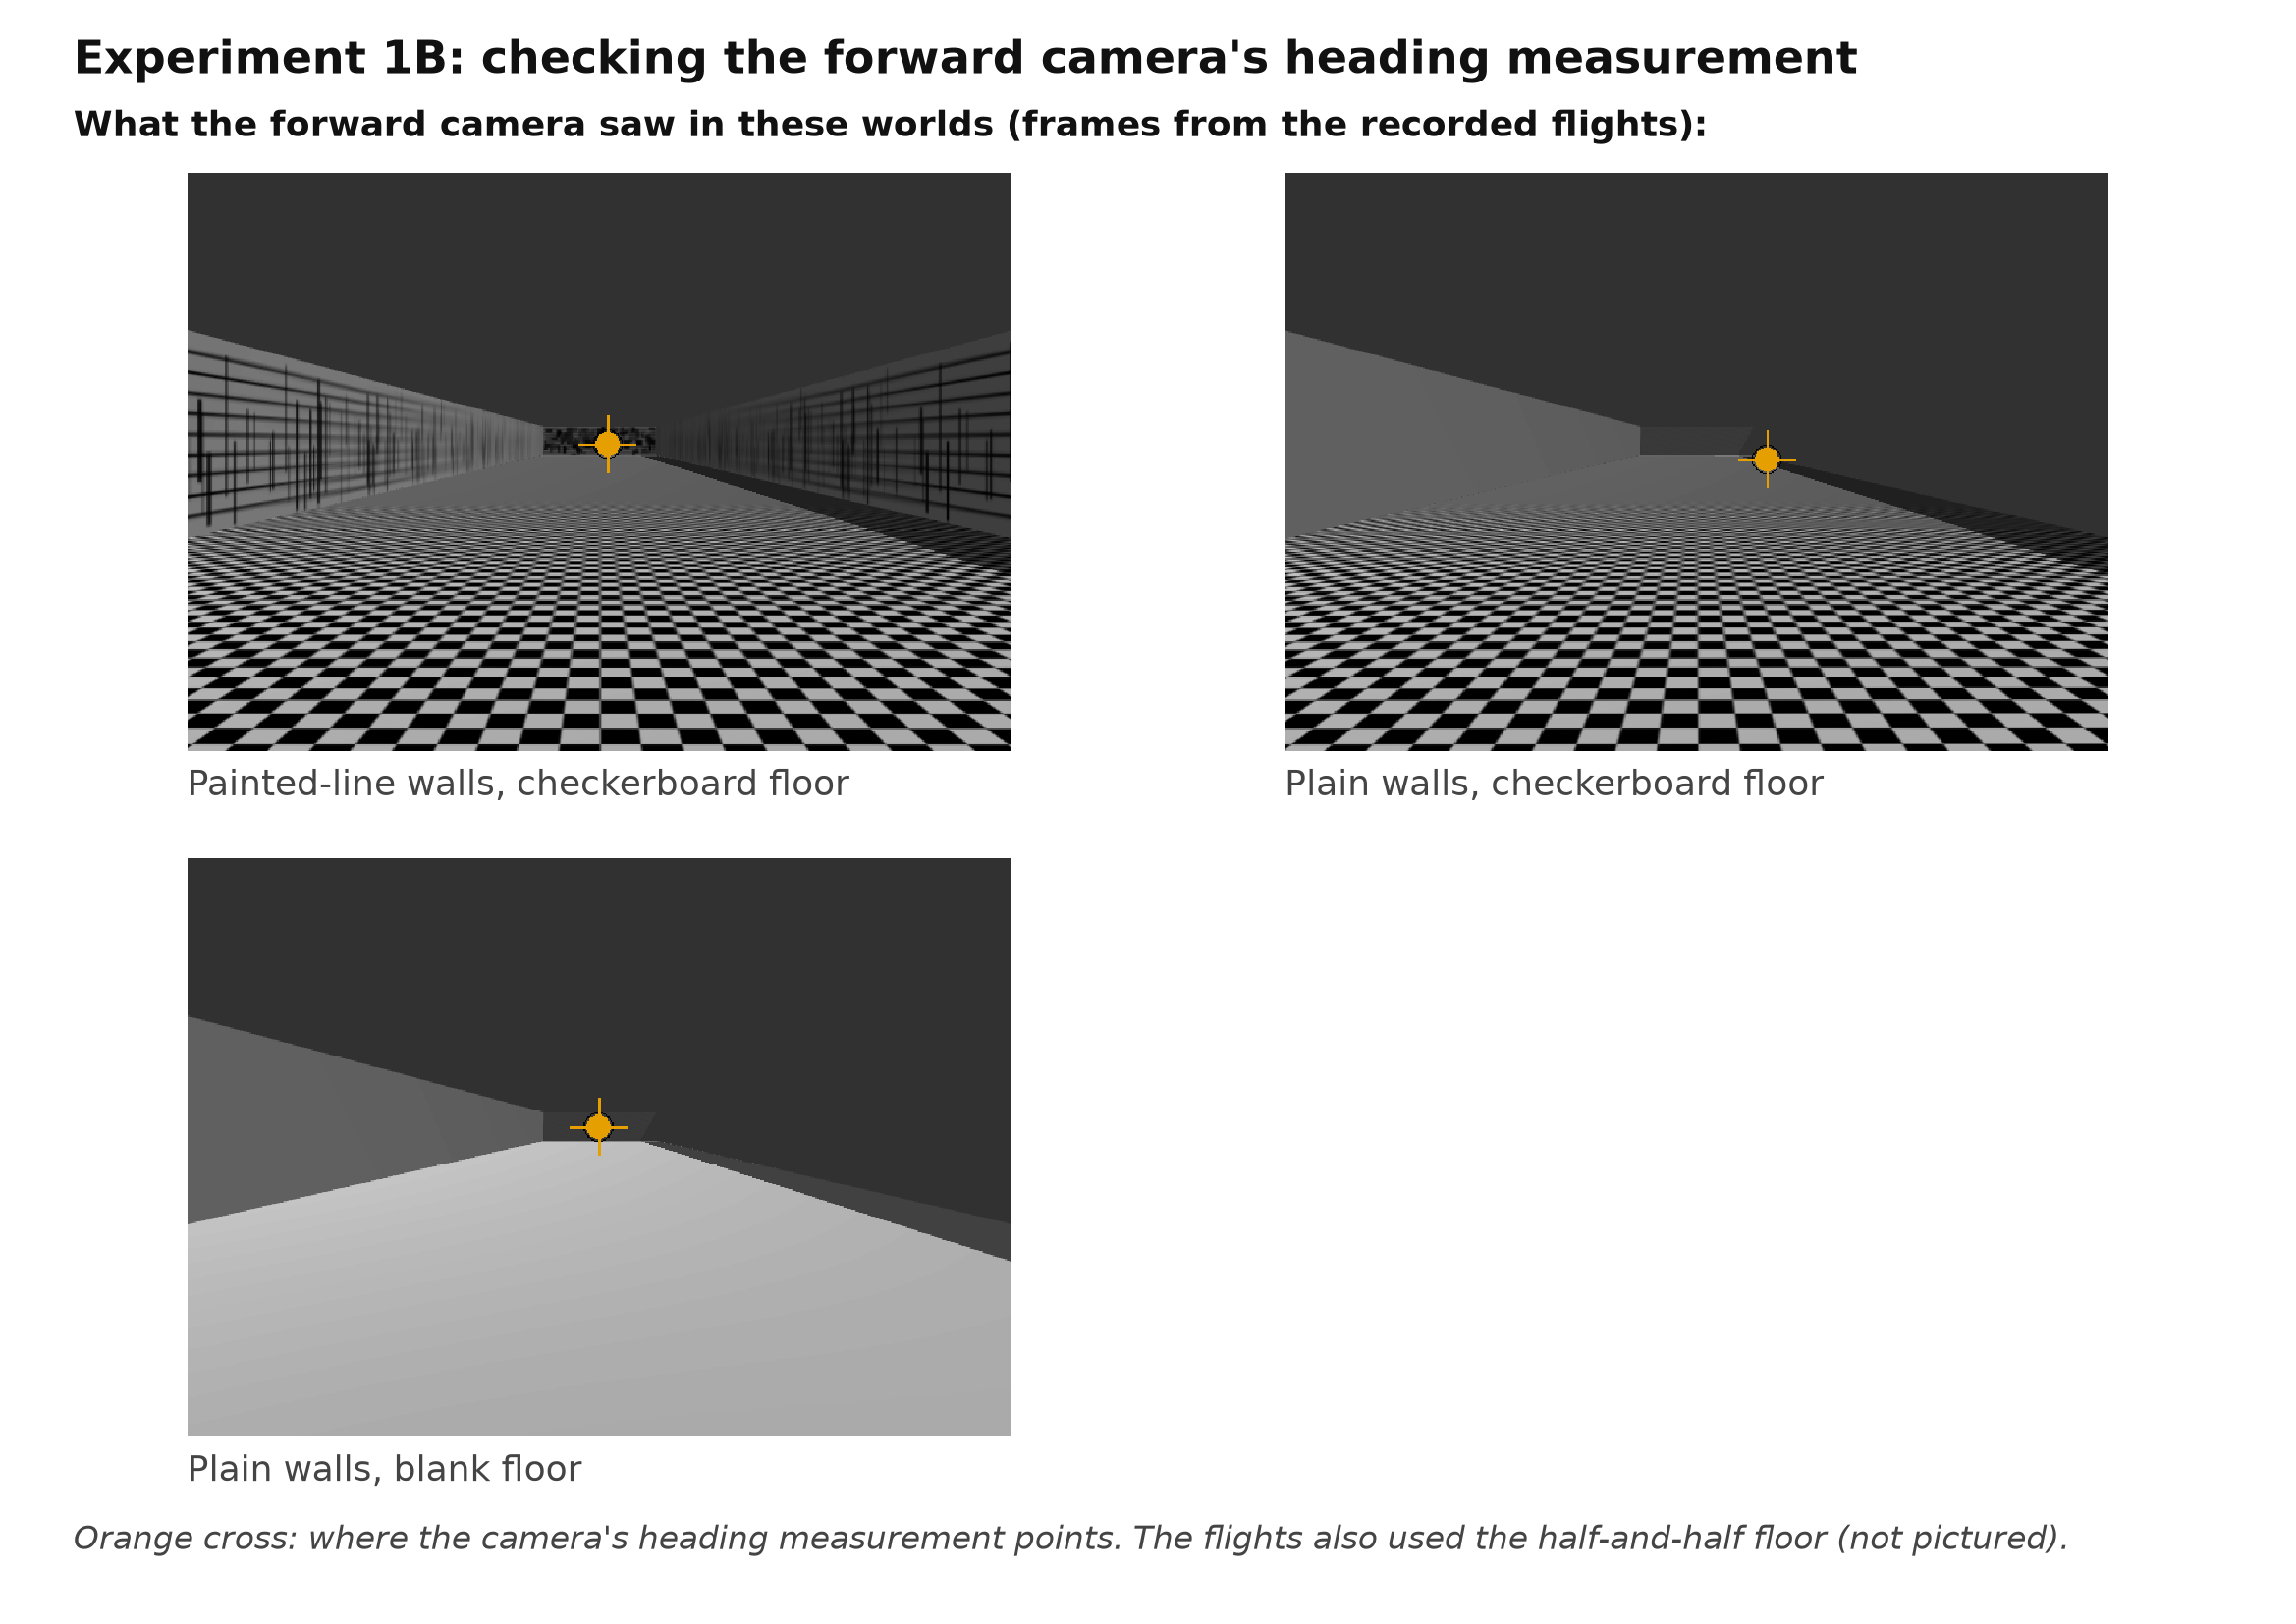 Experiment 1B: checking the forward camera's heading measurement
What the forward camera saw in these worlds (frames from the recorded flights):
Painted-line walls, checkerboard floor
Plain walls, checkerboard floor
Plain walls, blank floor
Orange cross: where the camera's heading measurement points. The flights also used the half-and-half floor (not pictured).